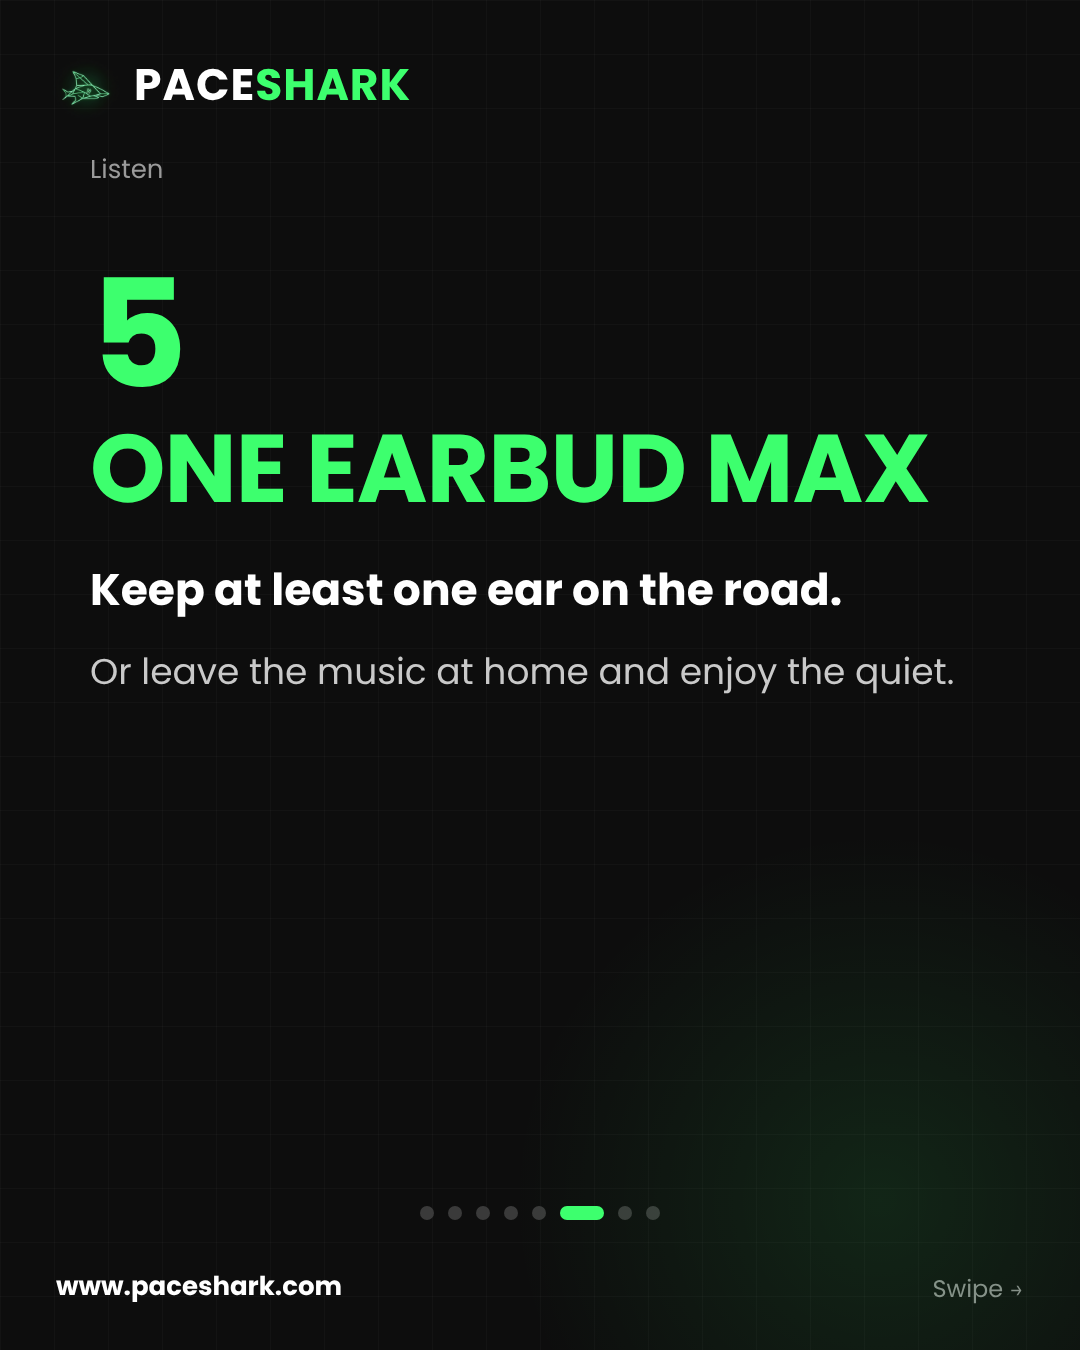 PACESHARK
Listen
5
ONE EARBUD MAX
Keep at least one ear on the road.
Or leave the music at home and enjoy the quiet.
www.paceshark.com
Swipe →